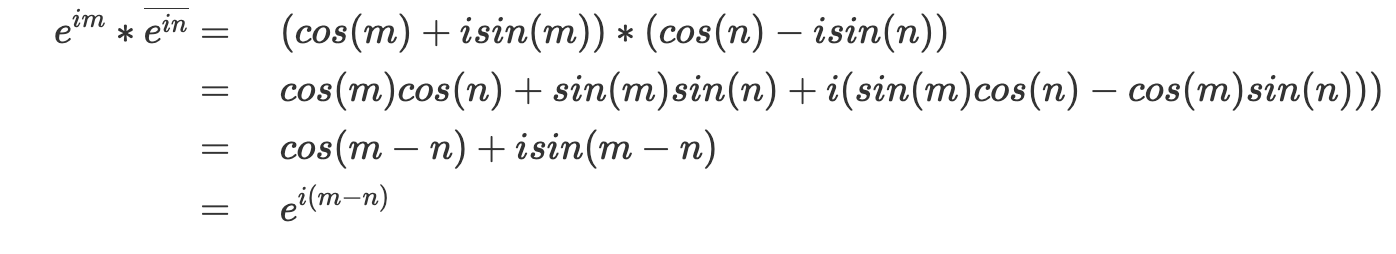 e^{im} * \overline{e^{in}} = (cos(m) + isin(m)) * (cos(n) − isin(n))
= cos(m)cos(n) + sin(m)sin(n) + i(sin(m)cos(n) − cos(m)sin(n)))
= cos(m − n) + isin(m − n)
= e^{i(m−n)}